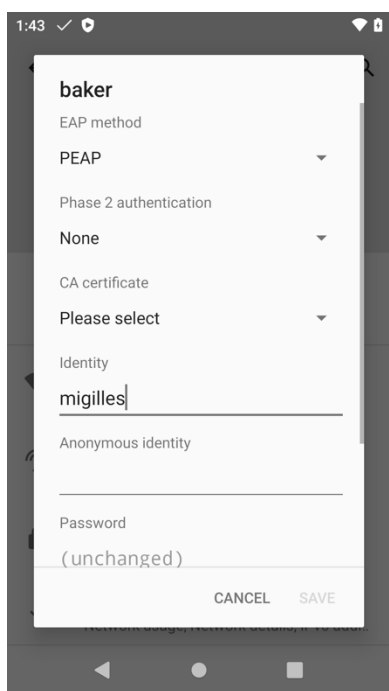 1:43
baker
EAP method
PEAP
Phase 2 authentication
None
CA certificate
Please select
Identity
migilles
Anonymous identity
Password
(unchanged)
CANCEL SAVE